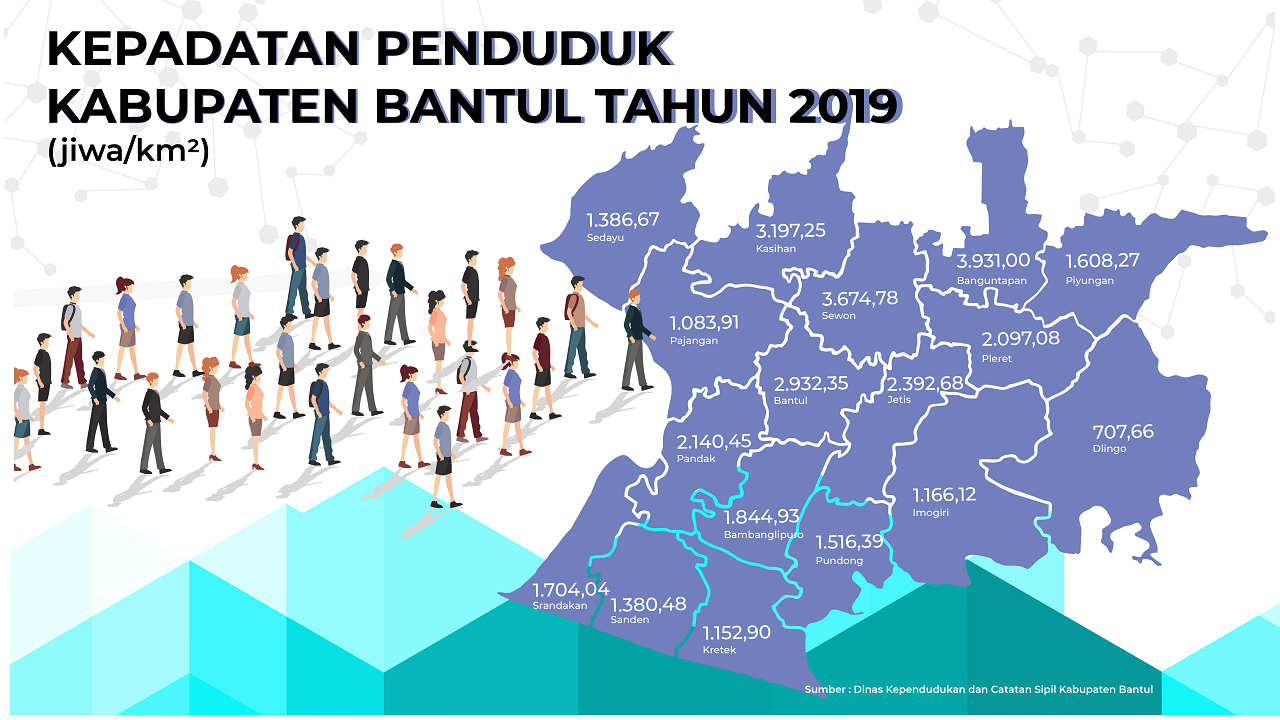 KEPADATAN PENDUDUK
KABUPATEN BANTUL TAHUN 2019
(jiwa/km²)
1.386,67
Sedayu
3.197,25
Kasihan
3.931,00
Banguntapan
1.608,27
Piyungan
3.674,78
Sewon
1.083,91
Pajangan
2.097,08
Pleret
2.932,35
Bantul
2.392,68
Jetis
707,66
Dlingo
2.140,45
Pandak
1.166,12
Imogiri
1.844,93
Bambanglipuro
1.516,39
Pundong
1.704,04
Srandakan
1.380,48
Sanden
1.152,90
Kretek
Sumber : Dinas Kependudukan dan Catatan Sipil Kabupaten Bantul